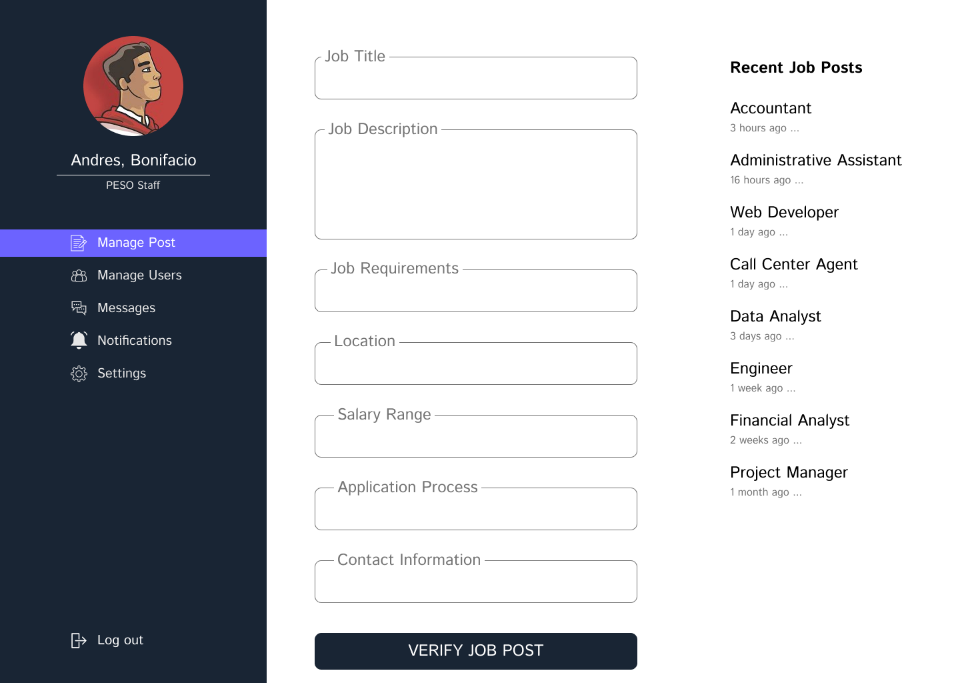 Andres, Bonifacio
PESO Staff
Manage Post
Manage Users
Messages
Notifications
Settings
Log out
Job Title
Job Description
Job Requirements
Location
Salary Range
Application Process
Contact Information
VERIFY JOB POST
Recent Job Posts
Accountant
3 hours ago ...
Administrative Assistant
16 hours ago ...
Web Developer
1 day ago ...
Call Center Agent
1 day ago ...
Data Analyst
3 days ago ...
Engineer
1 week ago ...
Financial Analyst
2 weeks ago ...
Project Manager
1 month ago ...